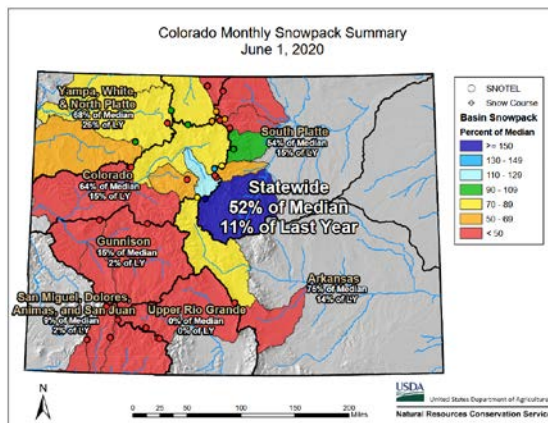 Colorado Monthly Snowpack Summary
June 1, 2020
Yampa, White,
& North Platte
68% of Median
26% of LY
South Platte
54% of Median
15% of LY
Colorado
64% of Median
15% of LY
Statewide
52% of Median
11% of Last Year
Gunnison
15% of Median
2% of LY
Arkansas
75% of Median
14% of LY
San Miguel, Dolores,
Animas, and San Juan
9% of Median
2% of LY
Upper Rio Grande
0% of Median
0% of LY
SNOTEL
Snow Course
Basin Snowpack
Percent of Median
>= 150
130 - 149
110 - 129
90 - 109
70 - 89
50 - 69
< 50
N
0 25 50 100 150 200
Miles
USDA
United States Department of Agriculture
Natural Resources Conservation Service